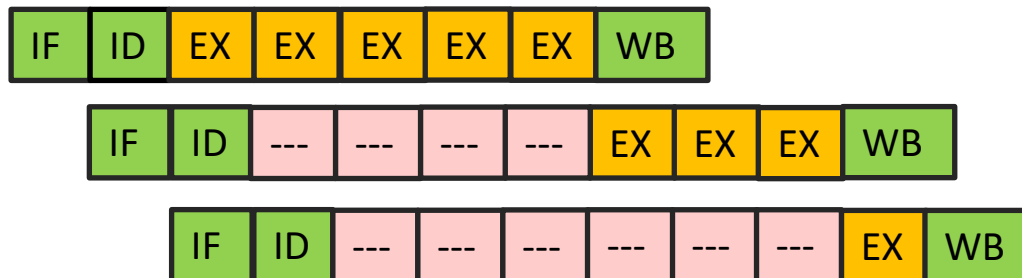 IF ID EX EX EX EX EX WB
IF ID --- --- --- --- EX EX EX WB
IF ID --- --- --- --- --- --- EX WB